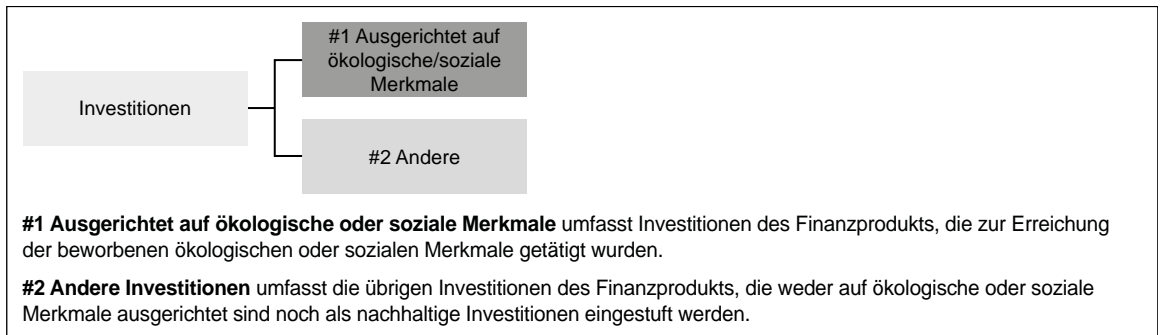 #1 Ausgerichtet auf
ökologische/soziale
Merkmale
Investitionen
#2 Andere
#1 Ausgerichtet auf ökologische oder soziale Merkmale umfasst Investitionen des Finanzprodukts, die zur Erreichung
der beworbenen ökologischen oder sozialen Merkmale getätigt wurden.
#2 Andere Investitionen umfasst die übrigen Investitionen des Finanzprodukts, die weder auf ökologische oder soziale
Merkmale ausgerichtet sind noch als nachhaltige Investitionen eingestuft werden.